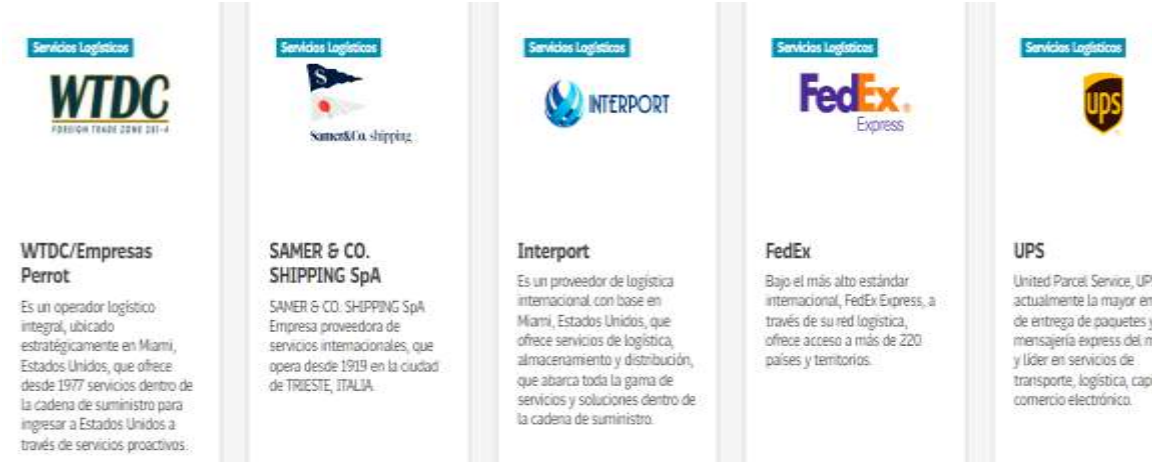 Servicios Logísticos
WTDC
FOREIGN TRADE ZONE 281-4
WTDC/Empresas
Perrot
Es un operador logístico
integral, ubicado
estratégicamente en Miami,
Estados Unidos, que ofrece
desde 1977 servicios dentro de
la cadena de suministro para
ingresar a Estados Unidos a
través de servicios proactivos.
Servicios Logísticos
S
Samer&Co. shipping
SAMER & CO.
SHIPPING SpA
SAMER & CO. SHIPPING SpA
Empresa proveedora de
servicios internacionales, que
opera desde 1919 en la ciudad
de TRIESTE, ITALIA.
Servicios Logísticos
INTERPORT
Interport
Es un proveedor de logística
internacional con base en
Miami, Estados Unidos, que
ofrece servicios de logística,
almacenamiento y distribución,
que abarca toda la gama de
servicios y soluciones dentro de
la cadena de suministro.
Servicios Logísticos
FedEx
Express
FedEx
Bajo el más alto estándar
internacional, FedEx Express, a
través de su red logística,
ofrece acceso a más de 220
países y territorios.
Servicios Logísticos
ups
UPS
United Parcel Service, UP
actualmente la mayor en
de entrega de paquetes y
mensajería express del m
y líder en servicios de
transporte, logística, capi
comercio electrónico.